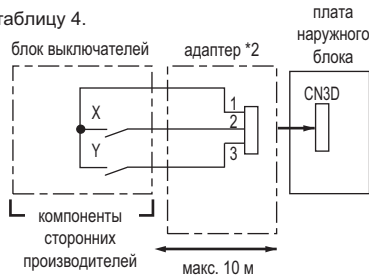 таблицу 4.
блок выключателей
адаптер *2
плата
наружного
блока
CN3D
X
Y
1
2
3
компоненты
сторонних
производителей
макс. 10 м